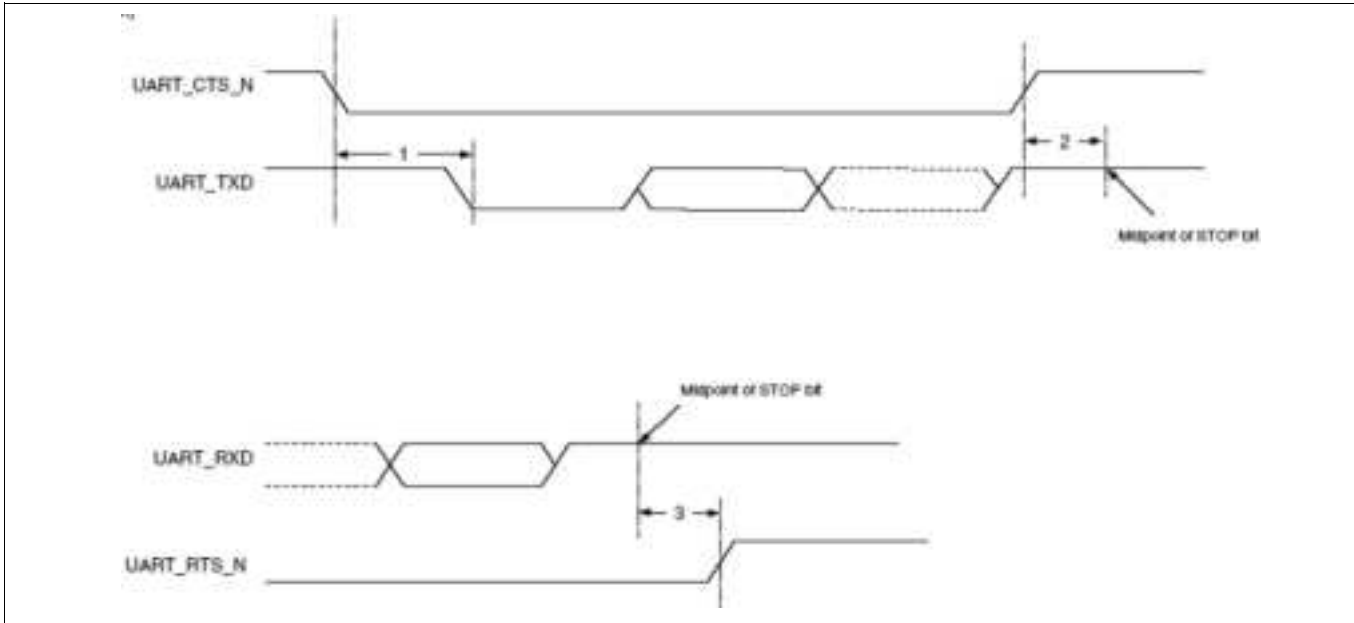 UART_CTS_N
1
2
UART_TXD
Midpoint of STOP bit
Midpoint of STOP bit
UART_RXD
3
UART_RTS_N